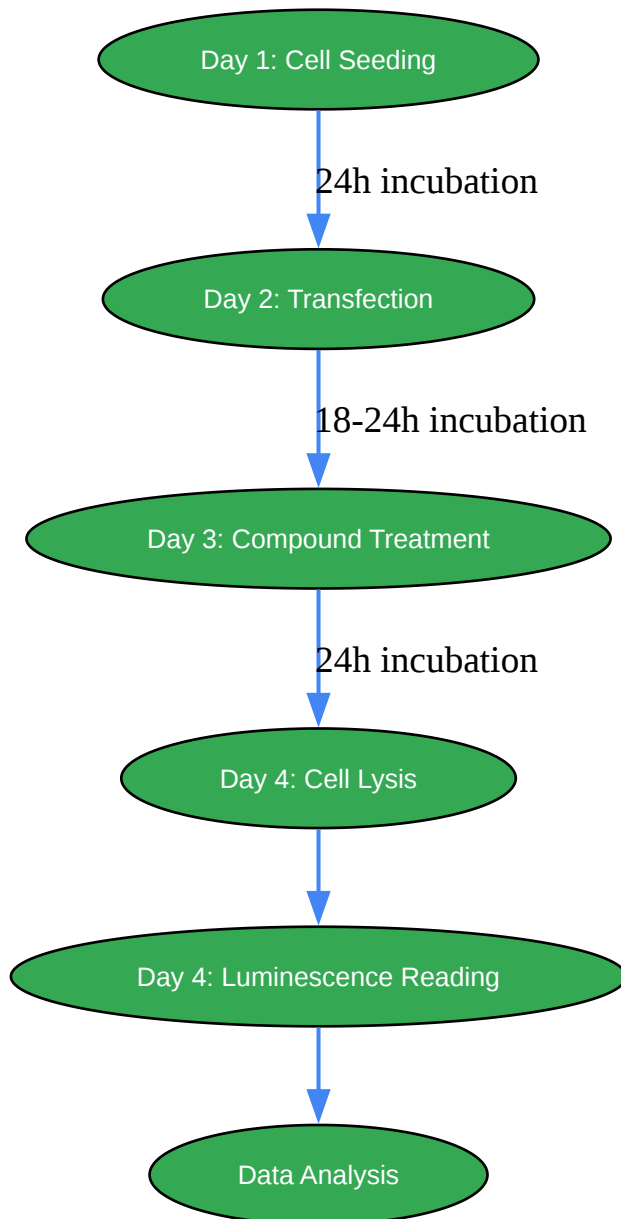 Day 1: Cell Seeding
24h incubation
Day 2: Transfection
18-24h incubation
Day 3: Compound Treatment
24h incubation
Day 4: Cell Lysis
Day 4: Luminescence Reading
Data Analysis